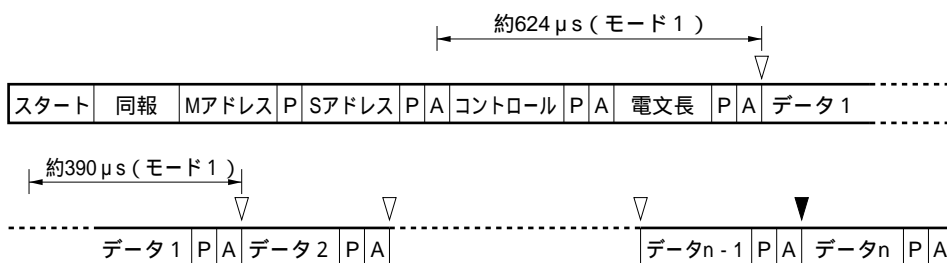 約624μs(モード1)
スタート 同報 Mアドレス P Sアドレス P A コントロール P A 電文長 P A データ1
約390μs(モード1)
データ1 P A データ2 P A データn-1 P A データn P A